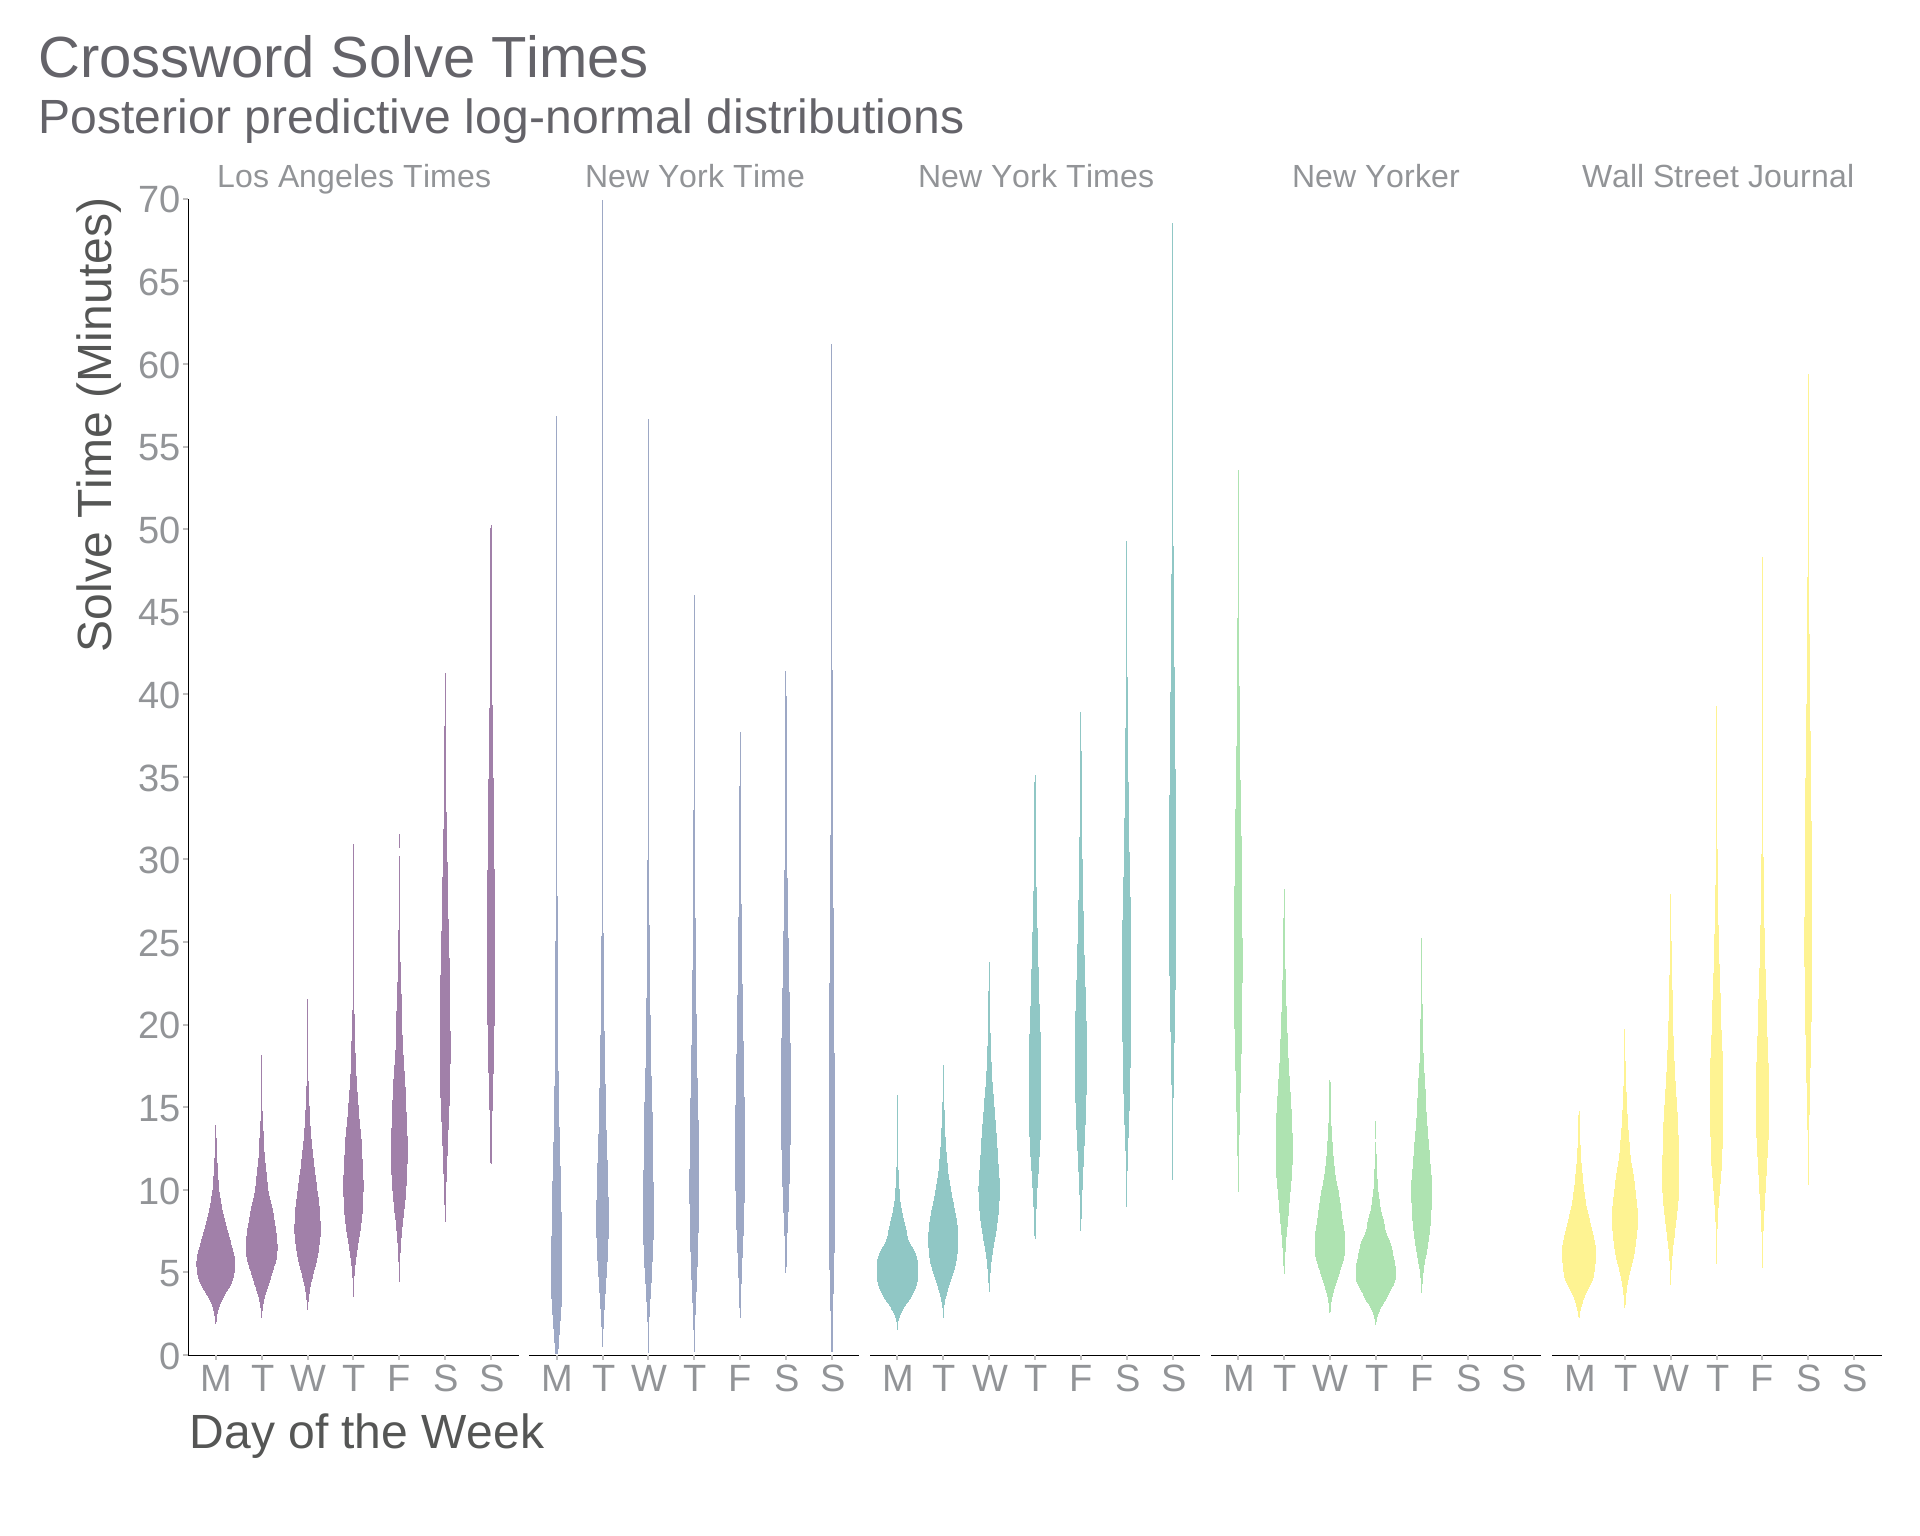 Crossword Solve Times
Posterior predictive log-normal distributions
Los Angeles Times New York Time New York Times New Yorker Wall Street Journal
Solve Time (Minutes)
70
65
60
55
50
45
40
35
30
25
20
15
10
5
0
M T W T F S S M T W T F S S M T W T F S S M T W T F S S M T W T F S S
Day of the Week